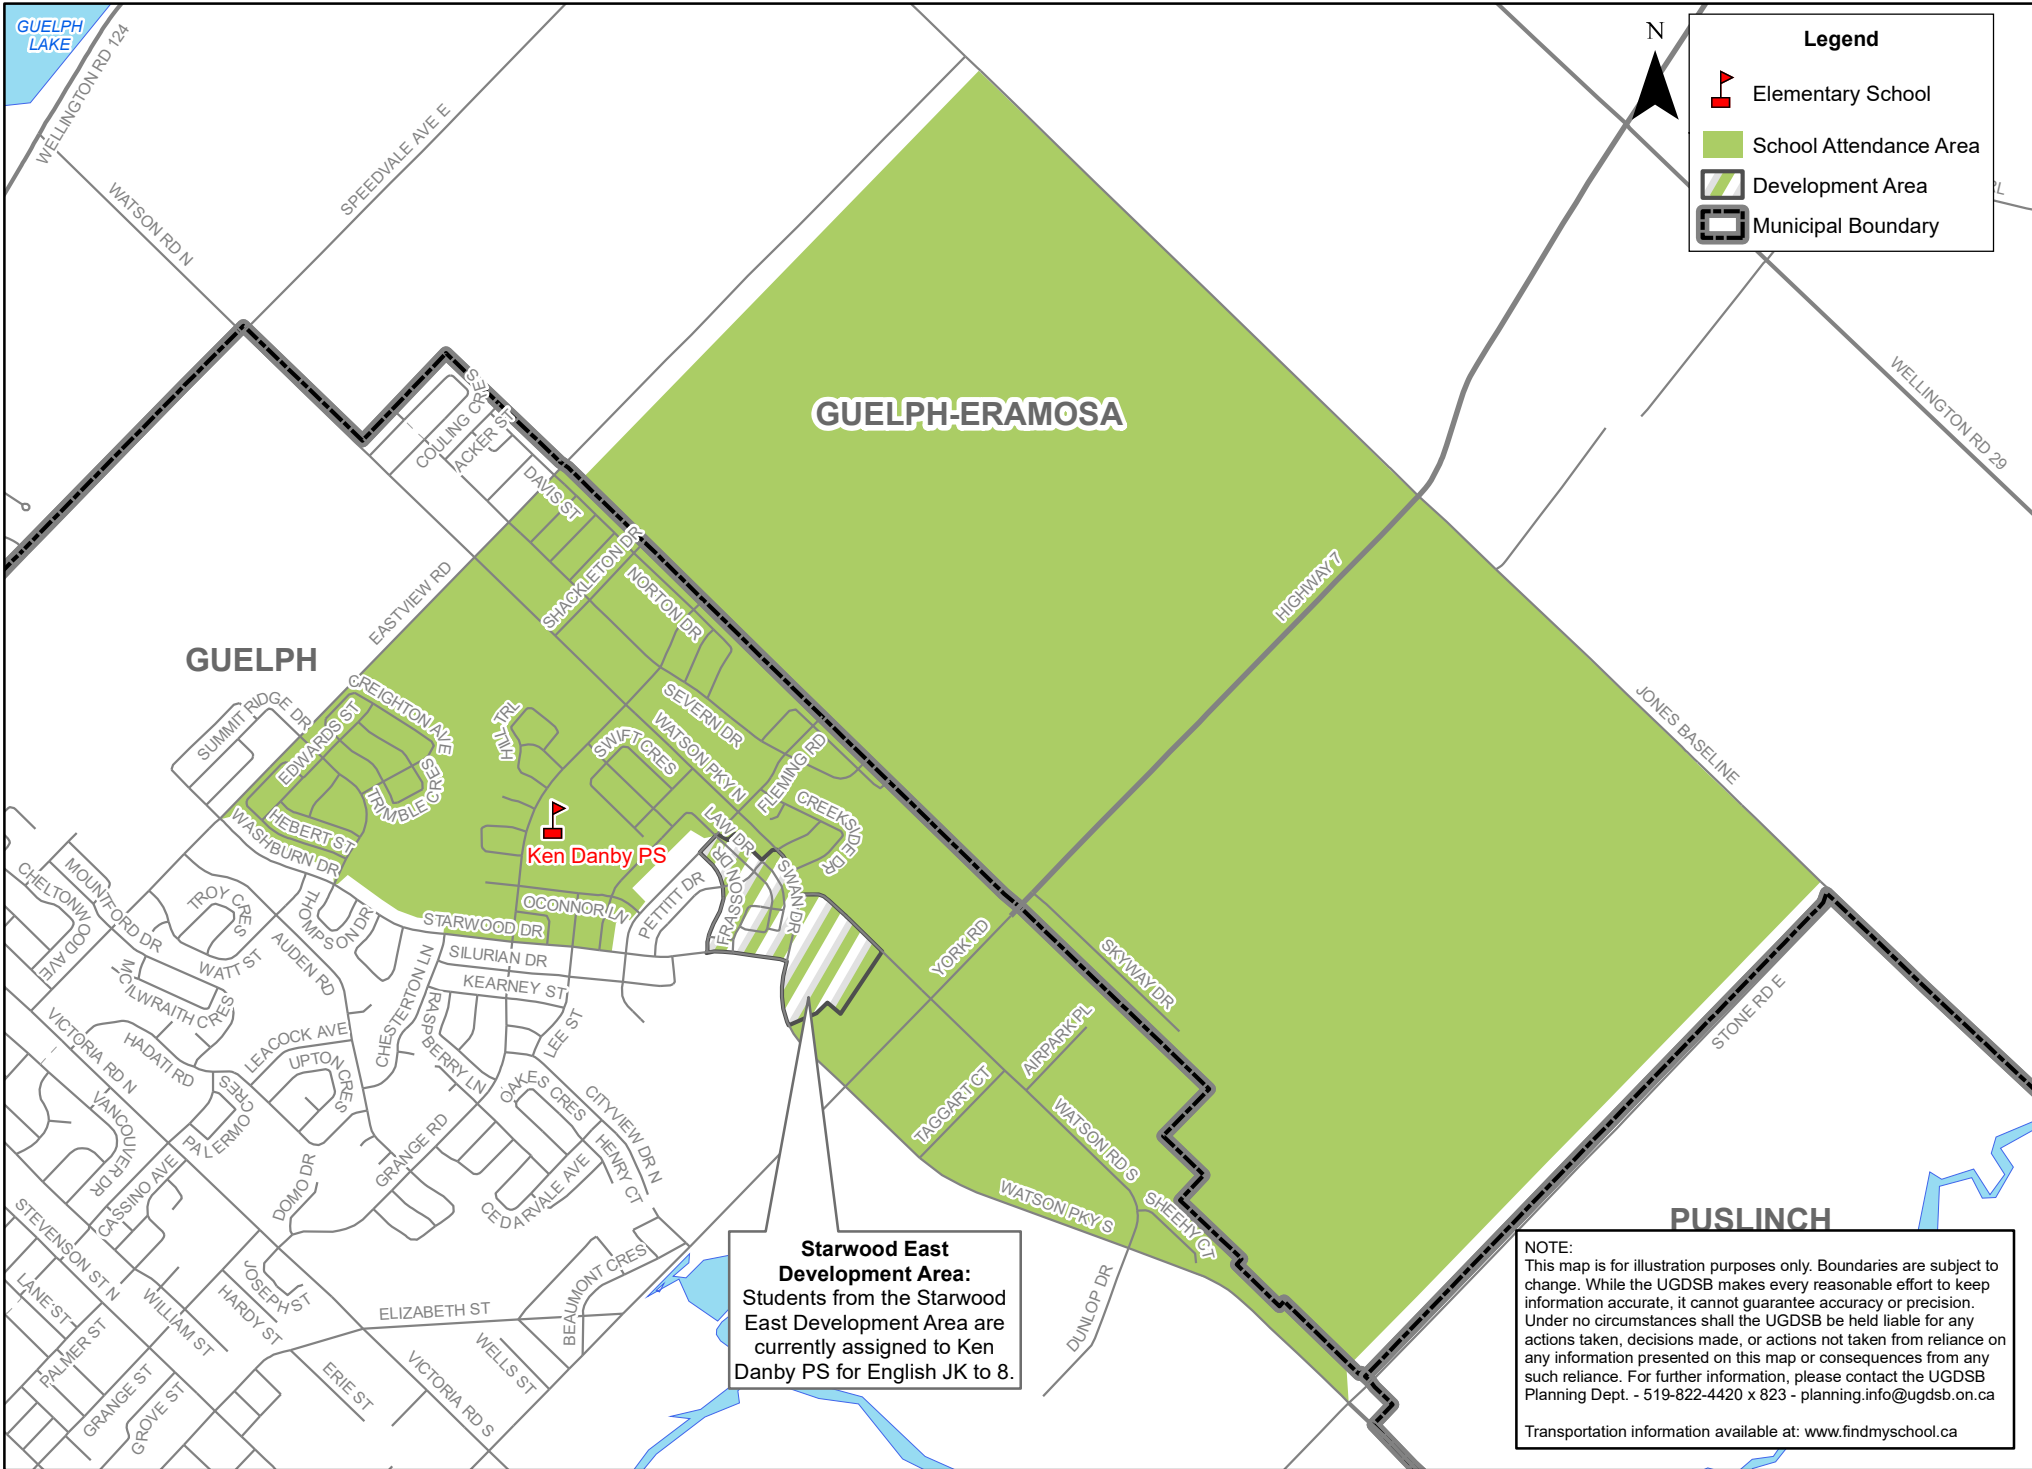 GUELPH
LAKE
WELLINGTON RD 124
SPEEDVALE AVE E
WATSON RD N
N
Legend
Elementary School
School Attendance Area
Development Area
Municipal Boundary
WELLINGTON RD 29
GUELPH-ERAMOSA
COULING CRES
ACKER ST
DAVIS ST
SHACKLETON DR
NORTON DR
EASTVIEW RD
HIGHWAY 7
JONES BASELINE
GUELPH
SUMMIT RIDGE DR
EDWARDS ST
CREIGHTON AVE
TRIMBLE CRES
HEBERT ST
WASHBURN DR
HILL TRL
SWIFT CRES
SEVERN DR
WATSON PKY N
FLEMING RD
CREEKSIDE DR
LAW DR
SWAN DR
FRASSON DR
PETTITT DR
Ken Danby PS
OCONNOR LN
STARWOOD DR
SILURIAN DR
KEARNEY ST
LEE ST
CHELTONWOOD AVE
MOUNTFORD DR
TROY CRES
THOMPSON DR
WATT ST
AUDEN RD
MCILWRAITH CRES
CHESTERTON LN
RASPBERRY LN
VICTORIA RD N
HADATI RD
LEACOCK AVE
UPTON CRES
VANCOUVER DR
PALERMO CRES
CASSINO AVE
DOMO DR
GRANGE RD
OAKES CRES
CITYVIEW DR N
HENRY CT
CEDARVALE AVE
BEAUMONT CRES
YORK RD
SKYWAY DR
AIRPARK PL
TAGGART CT
WATSON RD S
WATSON PKY S
SHEEHY CT
DUNLOP DR
STONE RD E
PUSLINCH
STEVENSON ST N
LANE ST
PALMER ST
WILLIAM ST
JOSEPH ST
HARDY ST
ELIZABETH ST
GRANGE ST
GROVE ST
ERIE ST
VICTORIA RD S
WELLS ST
Starwood East
Development Area:
Students from the Starwood
East Development Area are
currently assigned to Ken
Danby PS for English JK to 8.
NOTE:
This map is for illustration purposes only. Boundaries are subject to
change. While the UGDSB makes every reasonable effort to keep
information accurate, it cannot guarantee accuracy or precision.
Under no circumstances shall the UGDSB be held liable for any
actions taken, decisions made, or actions not taken from reliance on
any information presented on this map or consequences from any
such reliance. For further information, please contact the UGDSB
Planning Dept. - 519-822-4420 x 823 - planning.info@ugdsb.on.ca
Transportation information available at: www.findmyschool.ca